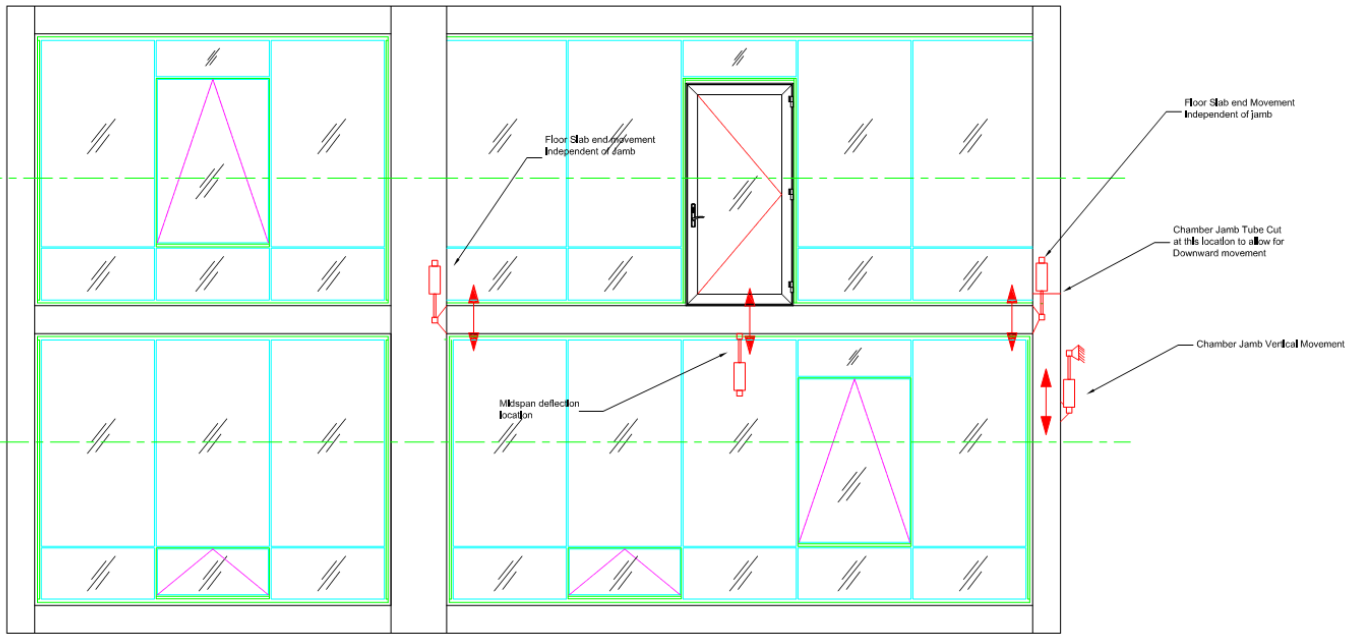 Floor Slab end Movement
Independent of jamb
Floor Slab end movement
Independent of Jamb
Chamber Jamb Tube Cut
at this location to allow for
Downward movement
Chamber Jamb Vertical Movement
Midspan deflection
location